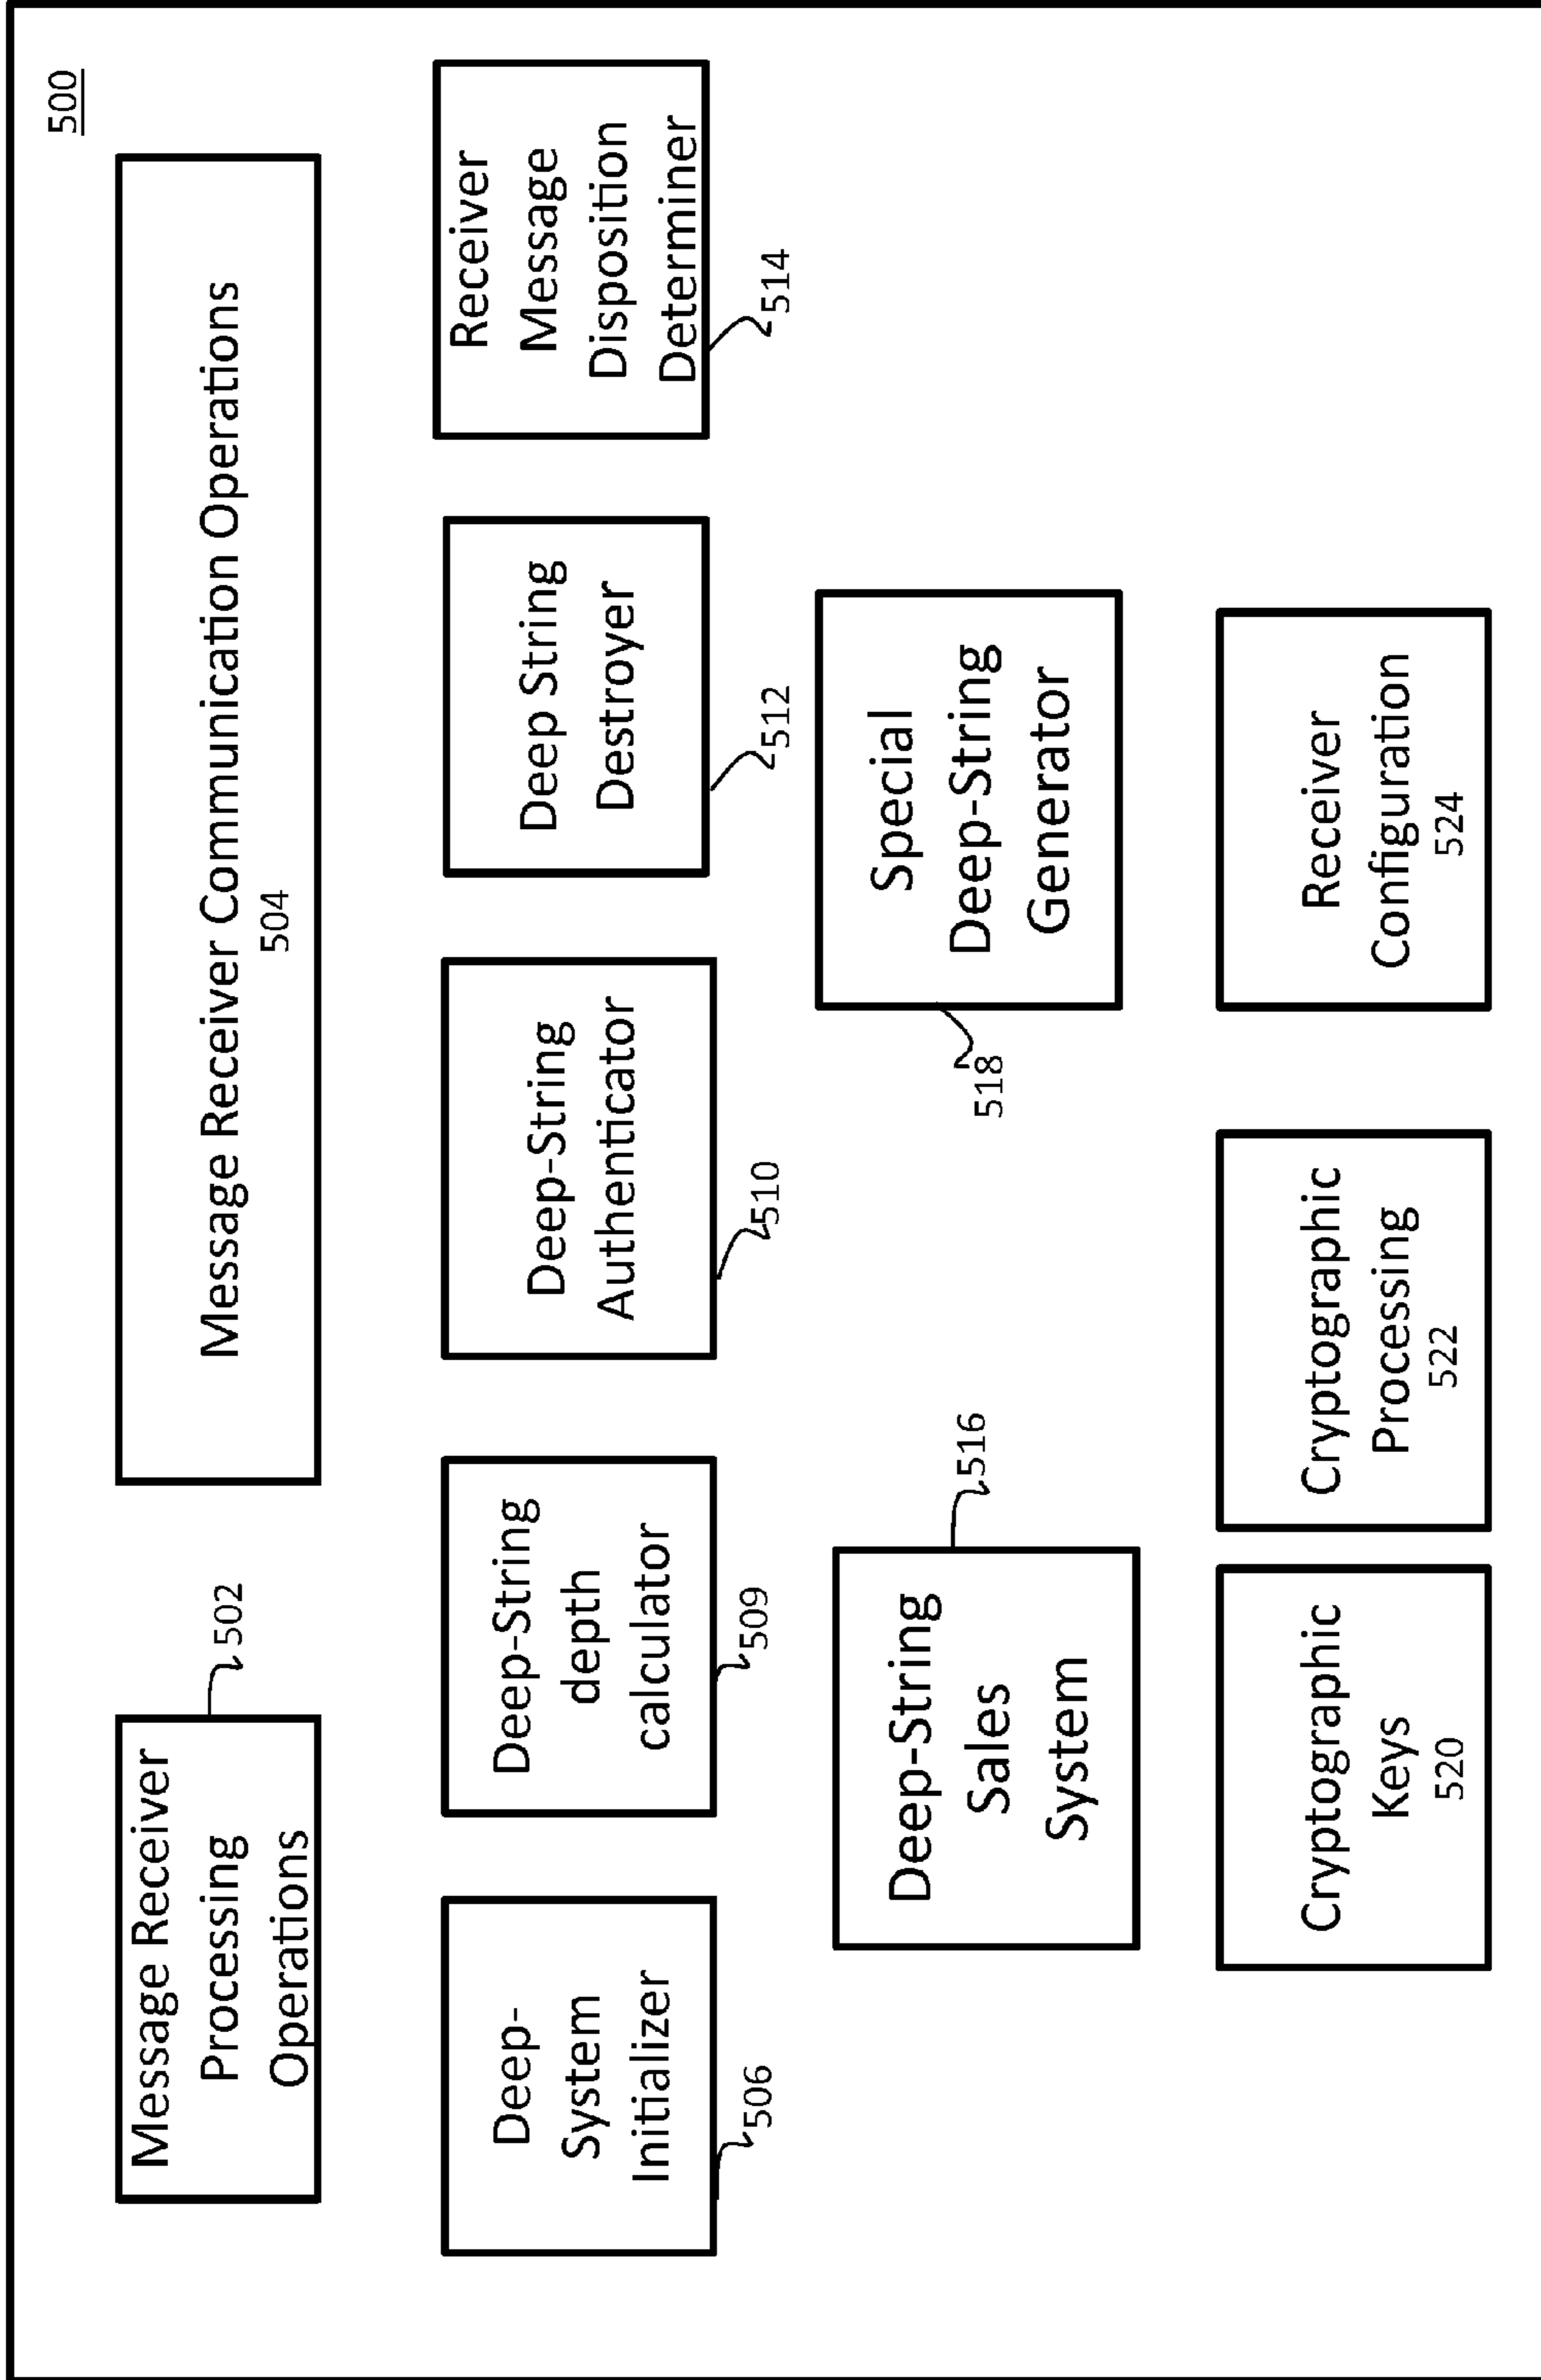 500
Message Receiver
Processing
Operations
502
Message Receiver Communication Operations
504
Deep-
System
Initializer
506
Deep-String
depth
calculator
509
Deep-String
Authenticator
510
Deep String
Destroyer
512
Receiver
Message
Disposition
Determiner
514
Deep-String
Sales
System
516
Special
Deep-String
Generator
518
Cryptographic
Keys
520
Cryptographic
Processing
522
Receiver
Configuration
524